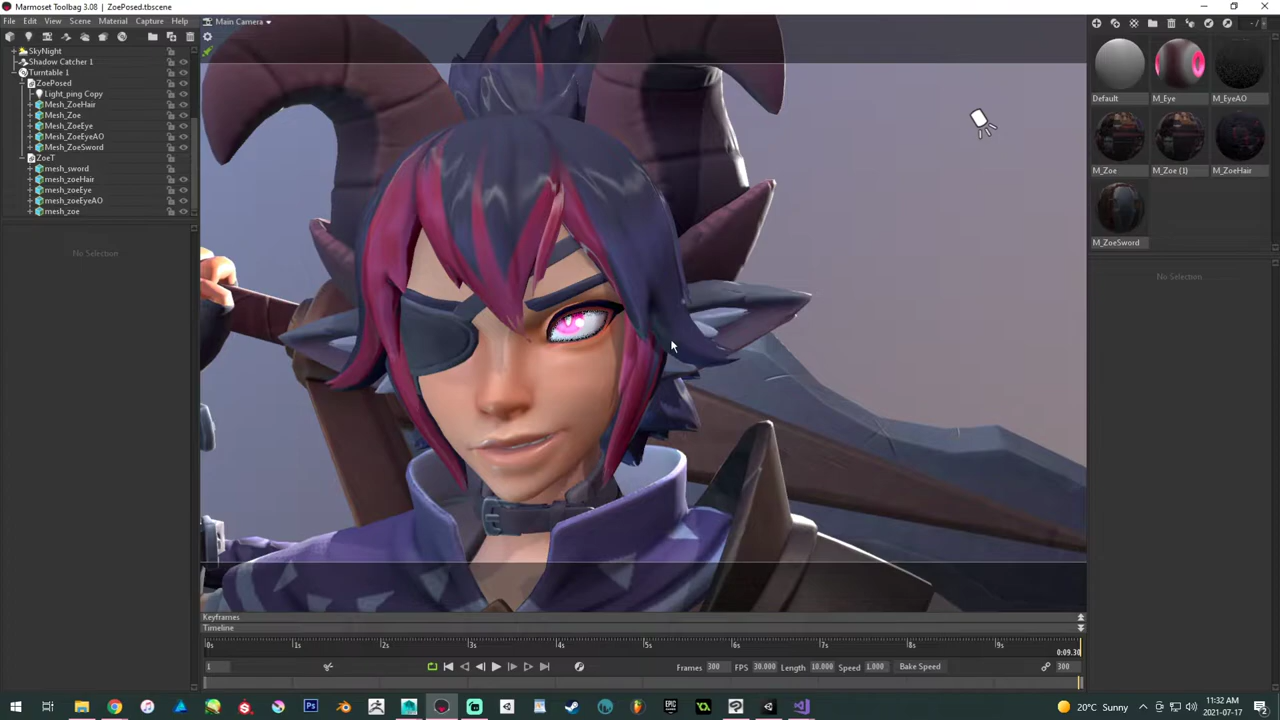 Marmoset Toolbag 3.08 | ZoePosed.tbscene
File Edit View Scene Material Capture Help
Main Camera
SkyNight
Shadow Catcher 1
Turntable 1
ZoePosed
Light_ping Copy
Mesh_ZoeHair
Mesh_Zoe
Mesh_ZoeEye
Mesh_ZoeEyeAO
Mesh_ZoeSword
ZoeT
mesh_sword
mesh_zoeHair
mesh_zoeEye
mesh_zoeEyeAO
mesh_zoe
No Selection
Default M_Eye M_EyeAO
M_Zoe M_Zoe (1) M_ZoeHair
M_ZoeSword
No Selection
Keyframes
Timeline
0s 1s 2s 3s 4s 5s 6s 7s 8s 9s
0:09.30
1 Frames 300 FPS 30.000 Length 10.000 Speed 1.000 Bake Speed 300
20°C Sunny
11:32 AM
2021-07-17
2